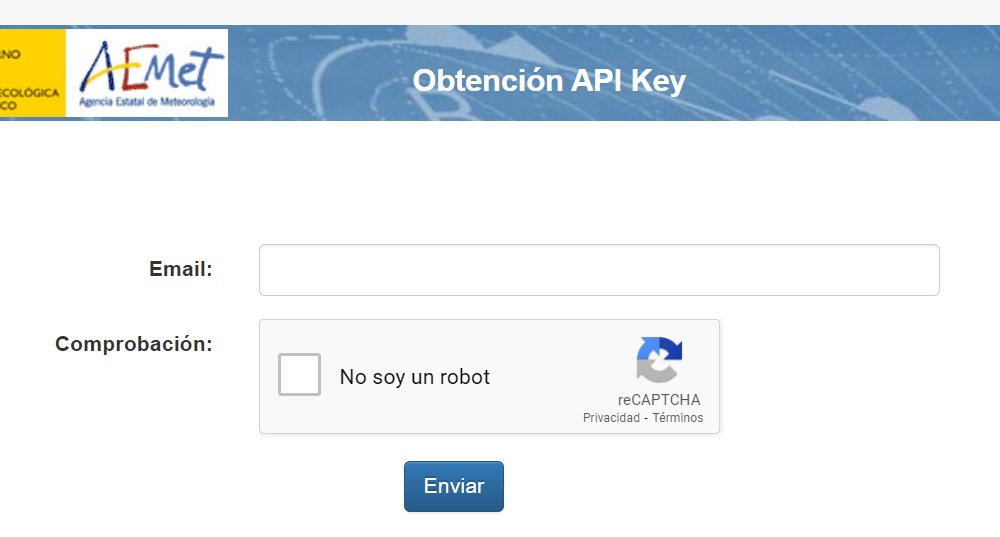 RNO
ECOLÓGICA
CO
AEMet
Agencia Estatal de Meteorología
Obtención API Key
Email:
Comprobación:
No soy un robot
reCAPTCHA
Privacidad - Términos
Enviar